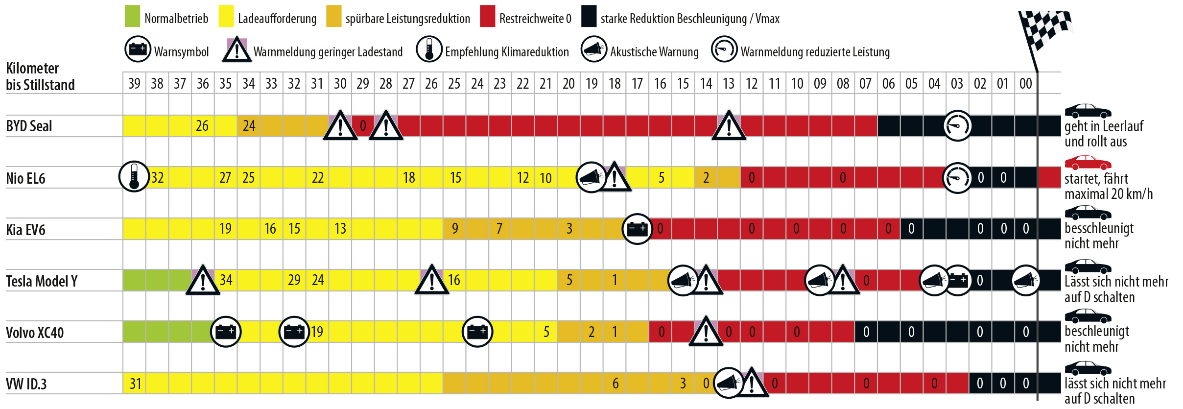 Normalbetrieb Ladeaufforderung spürbare Leistungsreduktion Restreichweite 0 starke Reduktion Beschleunigung / Vmax
Warnsymbol Warnmeldung geringer Ladestand Empfehlung Klimareduktion Akustische Warnung Warnmeldung reduzierte Leistung
Kilometer
bis Stillstand 39 38 37 36 35 34 33 32 31 30 29 28 27 26 25 24 23 22 21 20 19 18 17 16 15 14 13 12 11 10 09 08 07 06 05 04 03 02 01 00
BYD Seal 26 24 0 geht in Leerlauf
und rollt aus
Nio EL6 32 27 25 22 18 15 12 10 5 2 0 0 0 0 startet, fährt
maximal 20 km/h
Kia EV6 19 16 15 13 9 7 3 0 0 0 0 0 0 0 0 0 0 besschleunigt
nicht mehr
Tesla Model Y 34 29 24 16 5 1 0 0 Lässt sich nicht mehr
auf D schalten
Volvo XC40 19 5 2 1 0 0 0 0 0 0 0 0 0 beschleunigt
nicht mehr
VW ID.3 31 6 3 0 0 0 0 0 0 0 lässt sich nicht mehr
auf D schalten